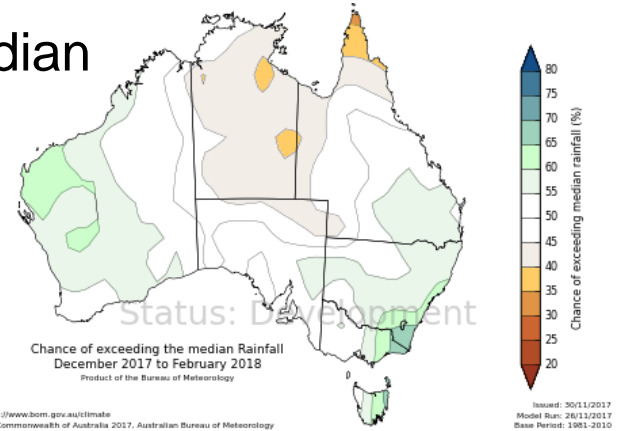 dian
80
75
70
65
60
55
50
45
40
35
30
25
20
Chance of exceeding median rainfall (%)
Status: Development
Chance of exceeding the median Rainfall
December 2017 to February 2018
Product of the Bureau of Meteorology
://www.bom.gov.au/climate
Commonwealth of Australia 2017, Australian Bureau of Meteorology
Issued: 30/11/2017
Model Run: 26/11/2017
Base Period: 1981-2010